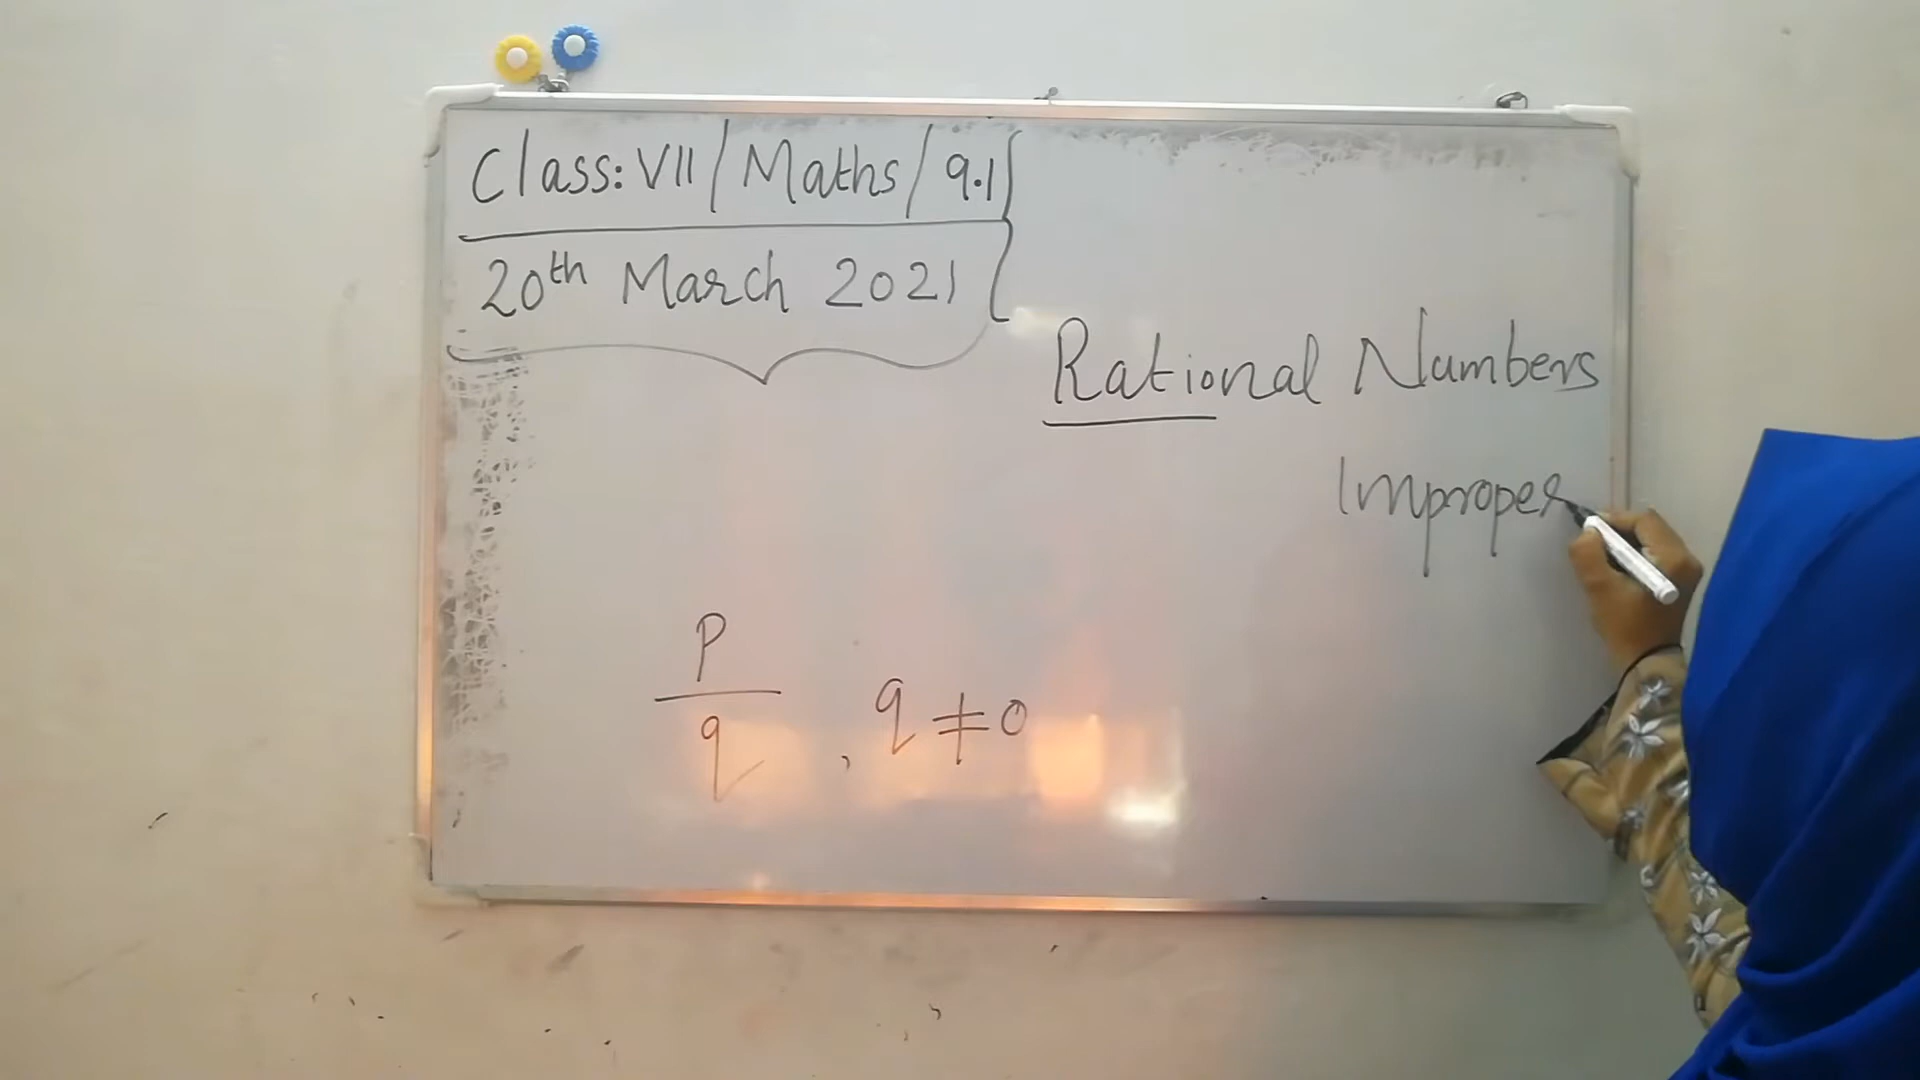 Class: VII / Maths / 9.1
20th March 2021
Rational Numbers
Improper
p
q , q ≠ 0